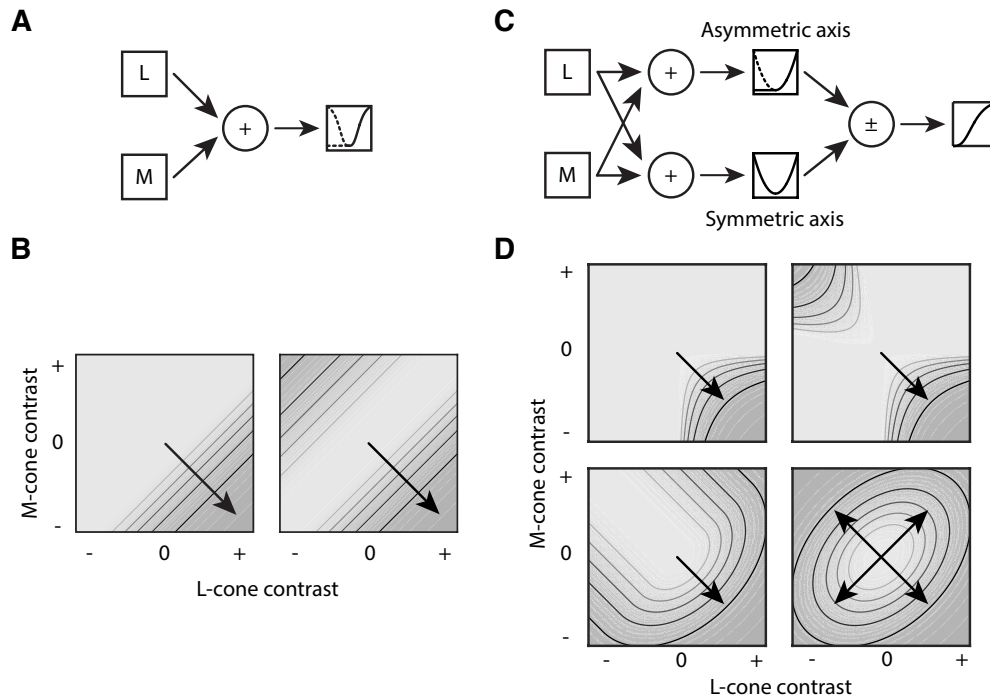 A
L
M
+
B
M-cone contrast
+
0
-
- 0 + - 0 +
L-cone contrast
C
Asymmetric axis
L
+
±
M
+
Symmetric axis
D
M-cone contrast
+
0
-
+
0
-
- 0 + - 0 +
L-cone contrast